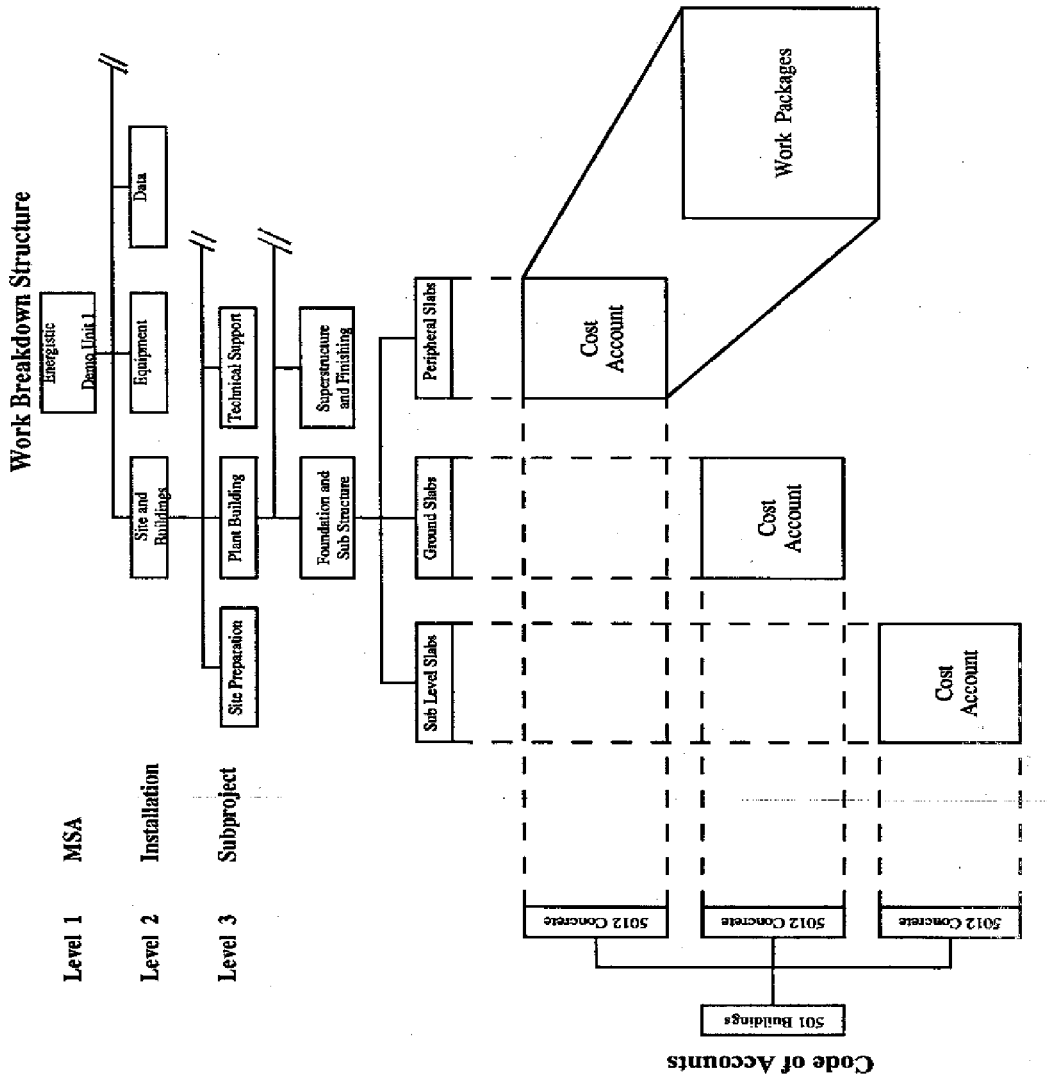 Work Breakdown Structure
Level 1 MSA
Energistic
Demo Unit 1
Level 2 Installation
Site and
Buildings
Equipment
Data
Level 3 Subproject
Site Preparation
Plant Building
Technical Support
Foundation and
Sub Structure
Superstructure
and Finishing
Sub Level Slabs
Ground Slabs
Peripheral Slabs
Code of Accounts
501 Buildings
5012 Concrete
Cost
Account
5012 Concrete
Cost
Account
5012 Concrete
Cost
Account
Work Packages